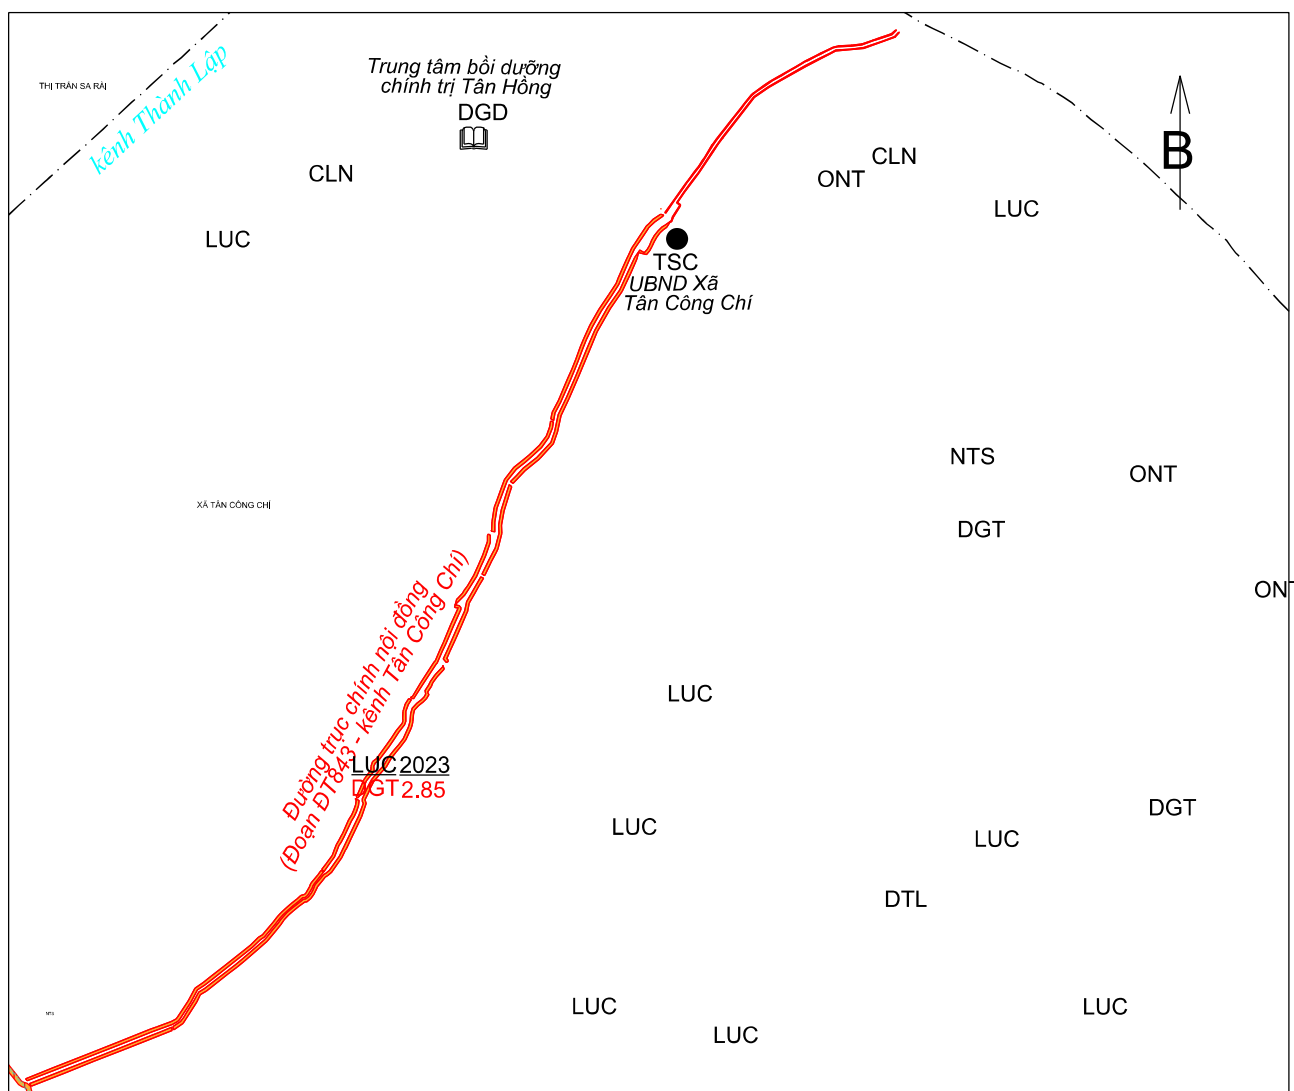 Trung tâm bồi dưỡng
chính trị Tân Hồng
DGD
THỊ TRẤN SA RÀI
kênh Thành Lập
CLN
LUC
CLN
ONT
LUC
B
TSC
UBND Xã
Tân Công Chí
NTS
ONT
DGT
XÃ TÂN CÔNG CHÍ
ONT
Đường trục chính nội đồng
(Đoạn ĐT843 - kênh Tân Công Chí)
LUC
LUC 2023
DGT 2.85
LUC
DGT
LUC
DTL
LUC
LUC
LUC
NTS